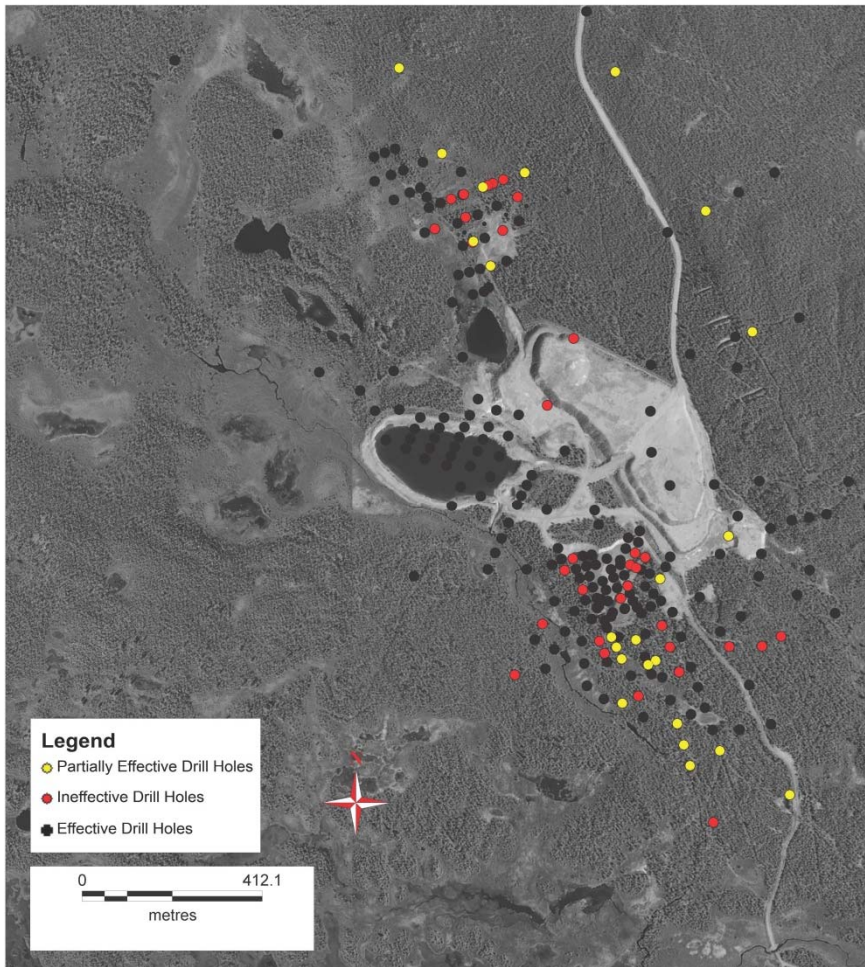 Legend
Partially Effective Drill Holes
Ineffective Drill Holes
Effective Drill Holes
0 412.1
metres